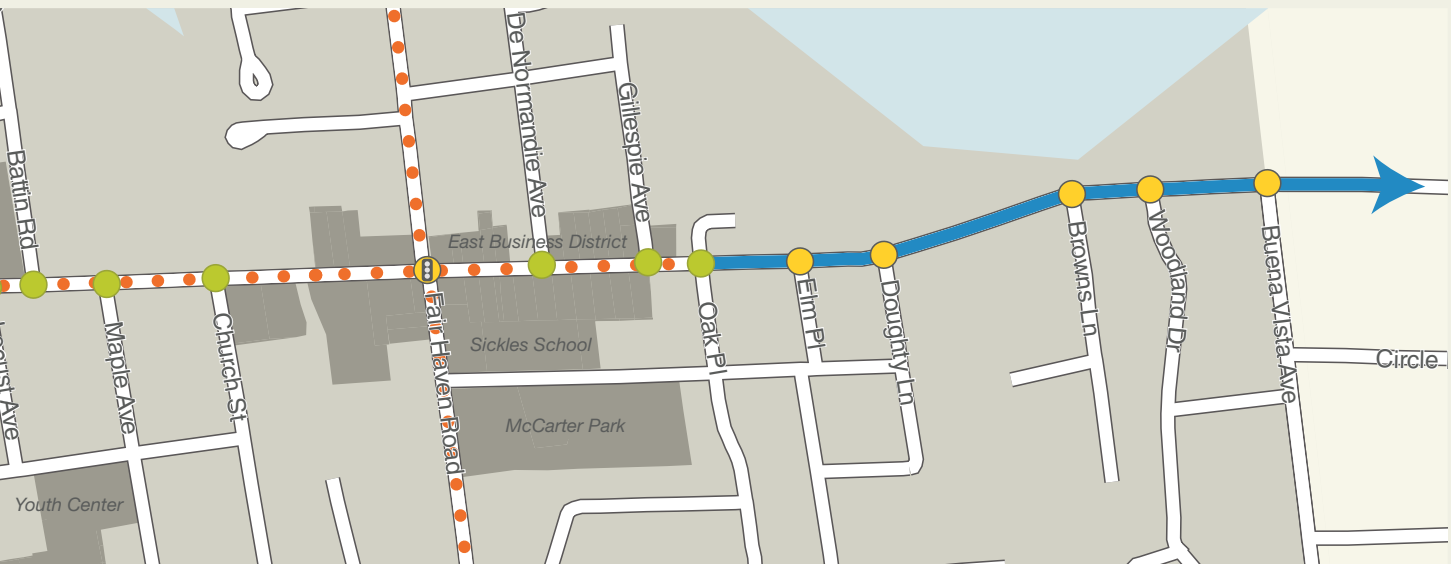 De Normandie Ave
Gillespie Ave
Battin Rd
East Business District
Browns Ln
Woodland Dr
Buena VIsta Ave
Elm Pl
Doughty Ln
Oak Pl
Fair Haven Road
Church St
Maple Ave
Sickles School
Circle
McCarter Park
Youth Center
Ave